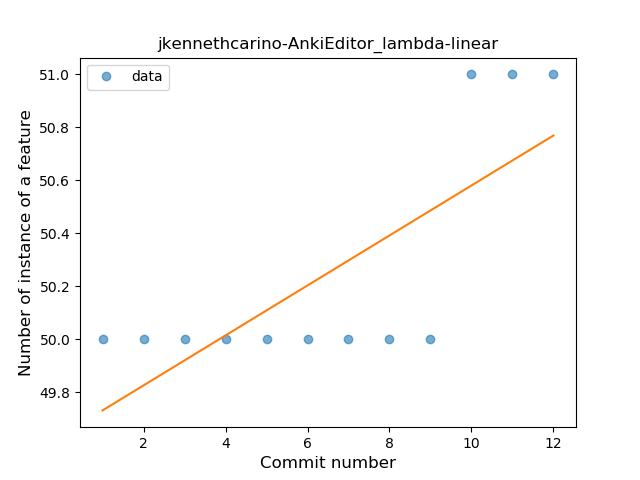 jkennethcarino-AnkiEditor_lambda-linear
data
Number of instance of a feature
51.0
50.8
50.6
50.4
50.2
50.0
49.8
2 4 6 8 10 12
Commit number